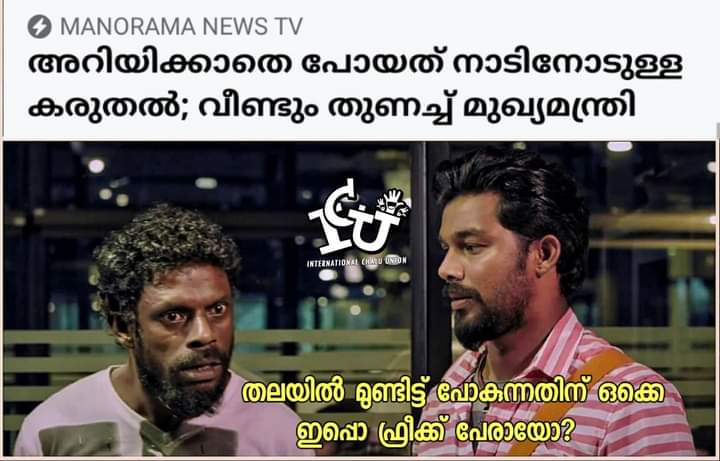 MANORAMA NEWS TV
അറിയിക്കാതെ പോയത് നാടിനോടുള്ള
കരുതൽ; വീണ്ടും തുണച്ച് മുഖ്യമന്ത്രി
ICU
INTERNATIONAL CHALU UNION
തലയിൽ മുണ്ടിട്ട് പോകുന്നതിന് ഒക്കെ
ഇപ്പൊ ഫ്രീക്ക് പേരായോ?